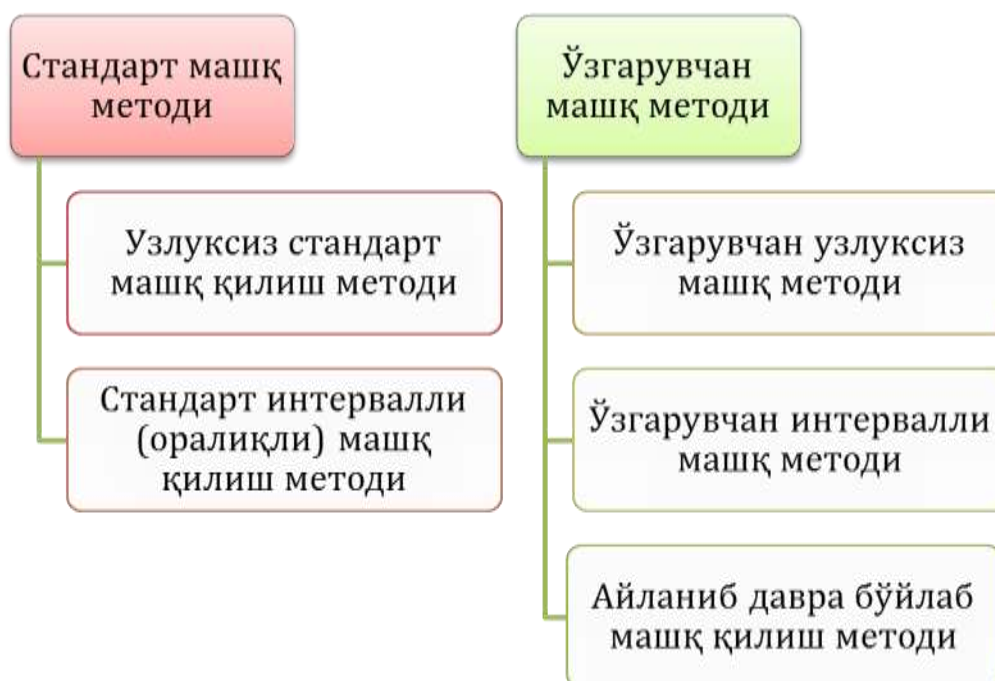 Стандарт машқ
методи
Узлуксиз стандарт
машқ қилиш методи
Стандарт интервалли
(оралиқли) машқ
қилиш методи
Ўзгарувчан
машқ методи
Ўзгарувчан узлуксиз
машқ методи
Ўзгарувчан интервалли
машқ методи
Айланиб давра бўйлаб
машқ қилиш методи